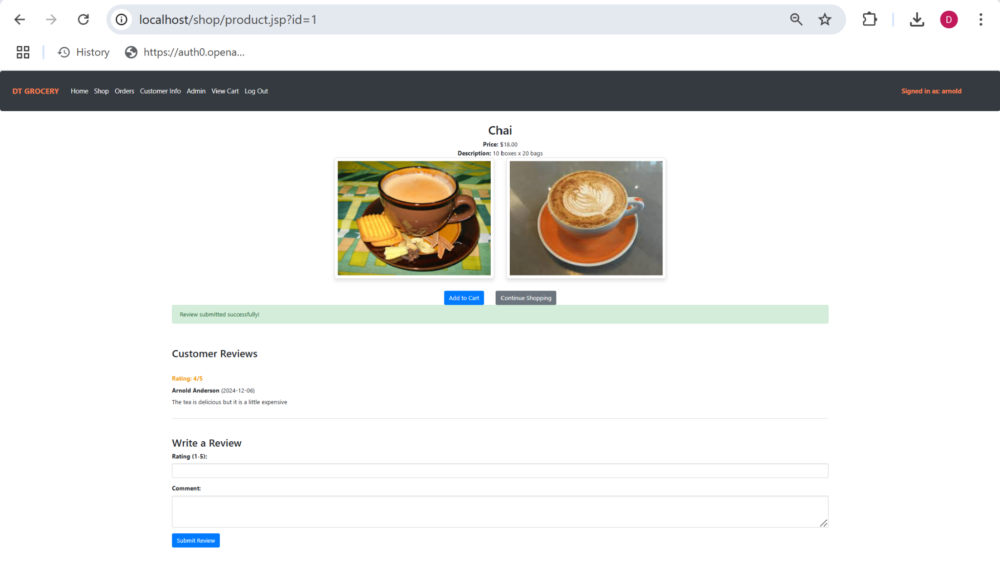 localhost/shop/product.jsp?id=1
D
History
https://auth0.opena...
DT GROCERY Home Shop Orders Customer Info Admin View Cart Log Out Signed in as: arnold
Chai
Price: $18.00
Description: 10 boxes x 20 bags
Add to Cart Continue Shopping
Review submitted successfully!
Customer Reviews
Rating: 4/5
Arnold Anderson (2024-12-06)
The tea is delicious but it is a little expensive
Write a Review
Rating (1-5):
Comment:
Submit Review